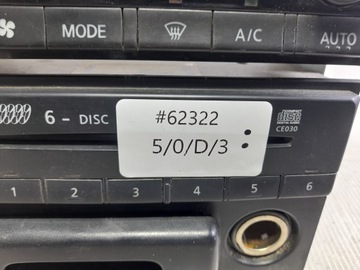 MODE A/C AUTO
6 - DISC
#62322
5/0/D/3
CE030
1 2 3 4 5 6